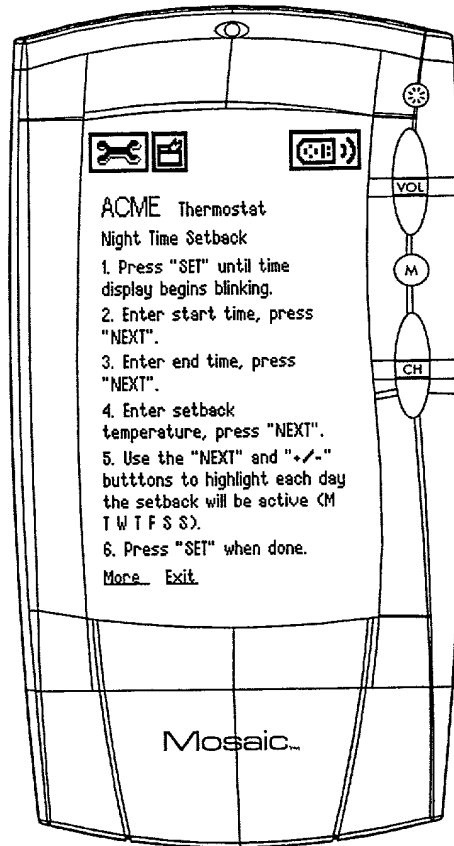 VOL
M
CH
ACME Thermostat
Night Time Setback
1. Press "SET" until time
display begins blinking.
2. Enter start time, press
"NEXT".
3. Enter end time, press
"NEXT".
4. Enter setback
temperature, press "NEXT".
5. Use the "NEXT" and "+/-"
butttons to highlight each day
the setback will be active (M
T W T F S S).
6. Press "SET" when done.
More Exit
Mosaic™